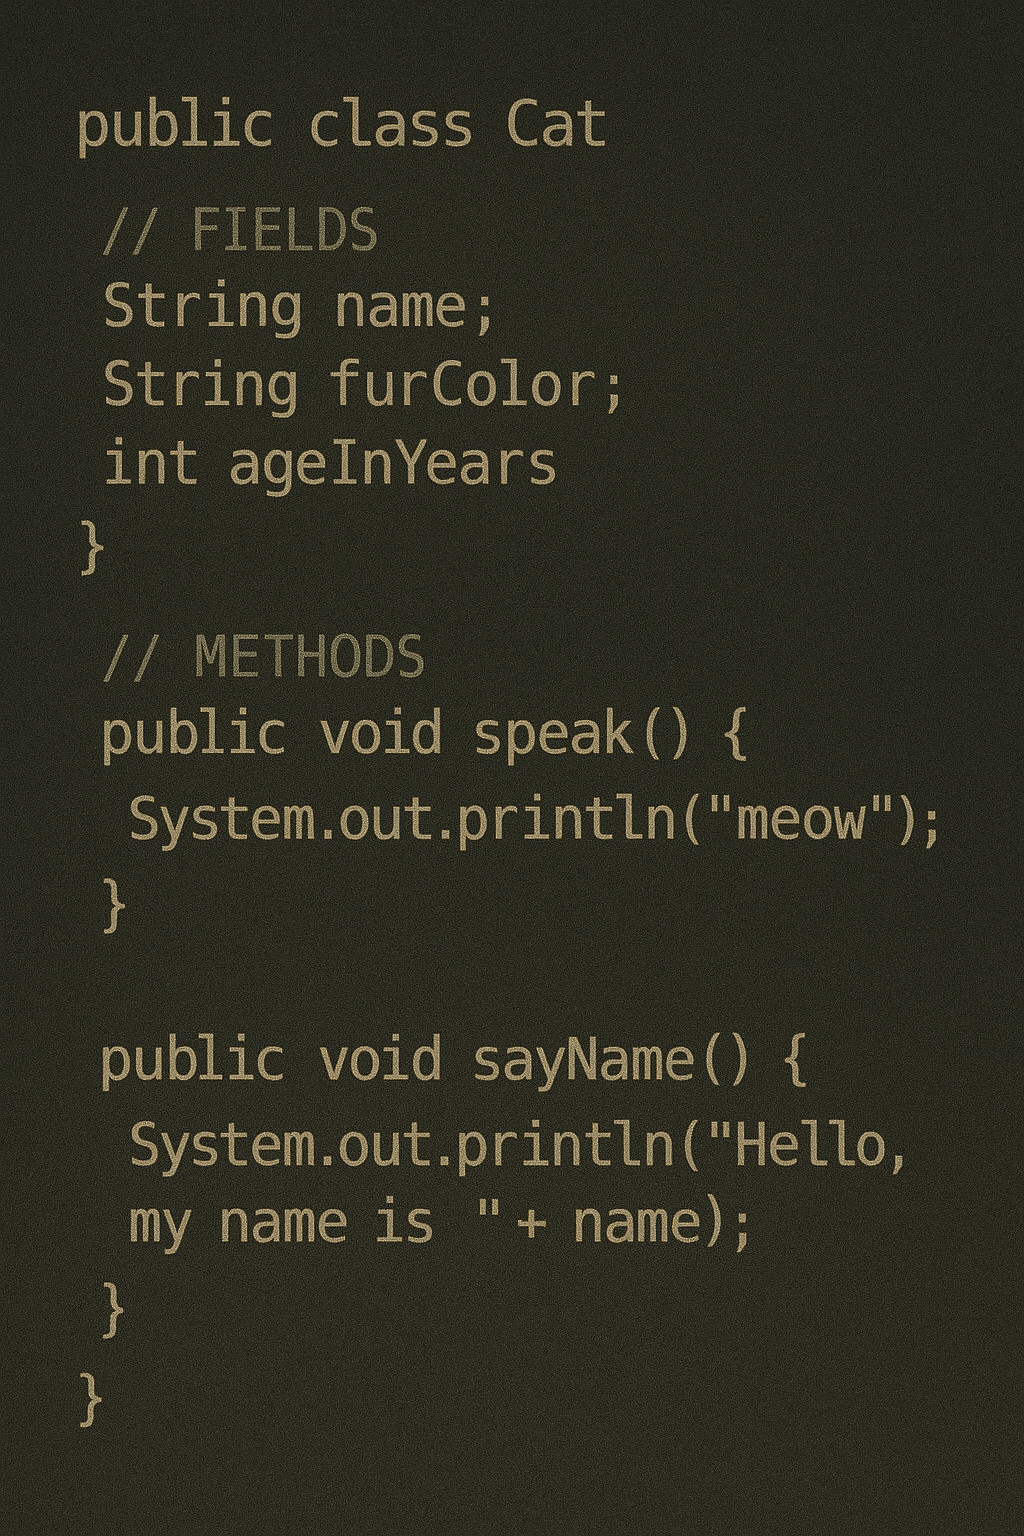 public class Cat
// FIELDS
String name;
String furColor;
int ageInYears
}
// METHODS
public void speak() {
System.out.println("meow");
}
public void sayName() {
System.out.println("Hello,
my name is "+ name);
}
}